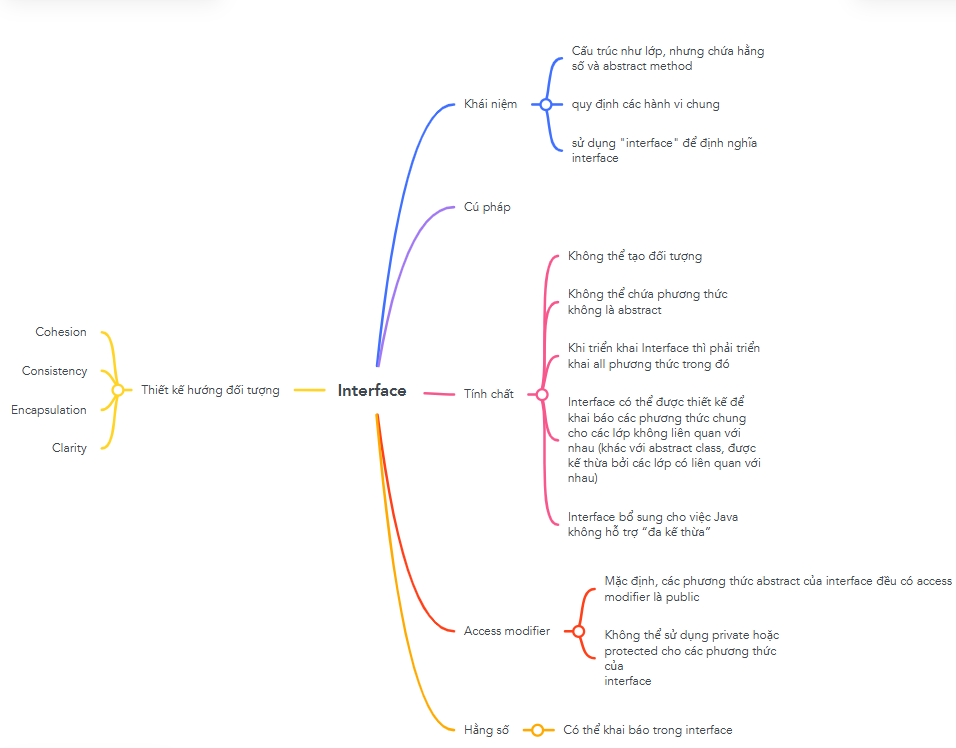 Cấu trúc như lớp, nhưng chứa hằng
số và abstract method
Khái niệm
quy định các hành vi chung
sử dụng "interface" để định nghĩa
interface
Cú pháp
Không thể tạo đối tượng
Không thể chứa phương thức
không là abstract
Khi triển khai Interface thì phải triển
khai all phương thức trong đó
Cohesion
Consistency
Encapsulation
Clarity
Thiết kế hướng đối tượng
Interface
Tính chất
Interface có thể được thiết kế để
khai báo các phương thức chung
cho các lớp không liên quan với
nhau (khác với abstract class, được
kế thừa bởi các lớp có liên quan với
nhau)
Interface bổ sung cho việc Java
không hỗ trợ “đa kế thừa”
Access modifier
Mặc định, các phương thức abstract của interface đều có access
modifier là public
Không thể sử dụng private hoặc
protected cho các phương thức
của
interface
Hằng số
Có thể khai báo trong interface